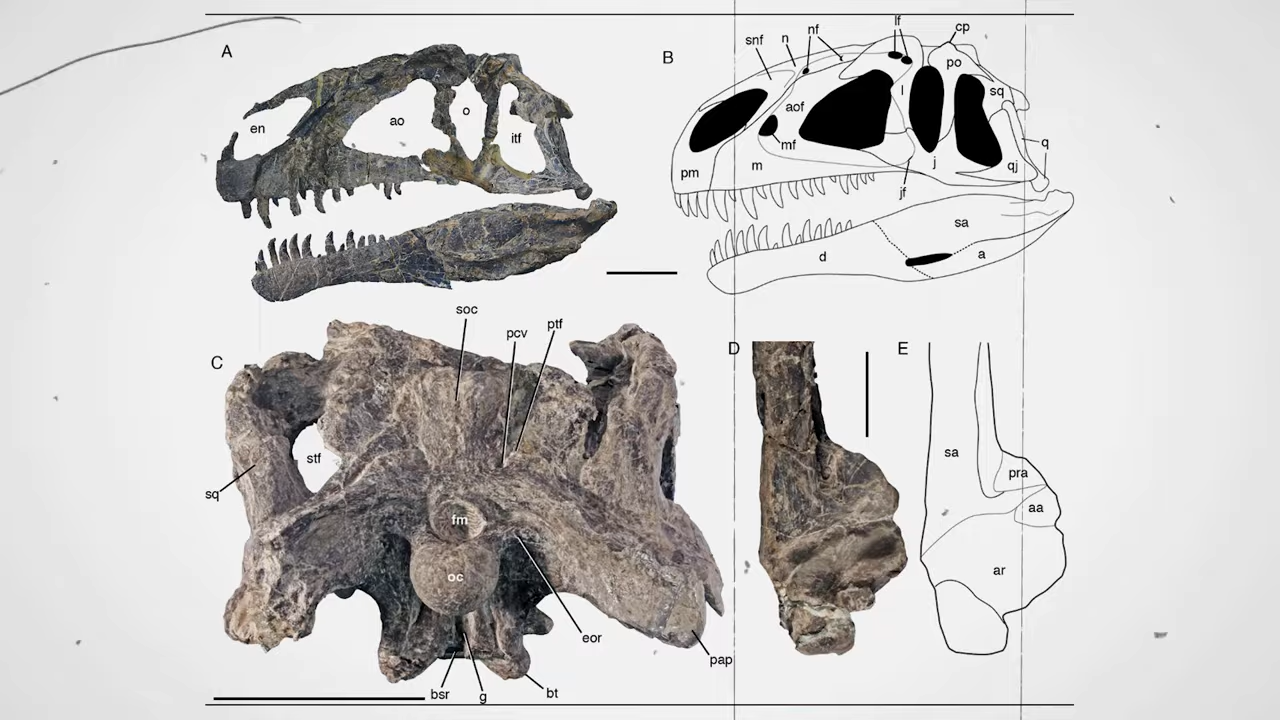 A
en
ao
o
itf
B
snf
n
nf
lf
cp
po
sq
l
aof
mf
q
pm
m
jf
j
qj
sa
d
a
C
soc
pcv
ptf
stf
sq
fm
oc
eor
pap
bsr
g
bt
D
E
sa
pra
aa
ar